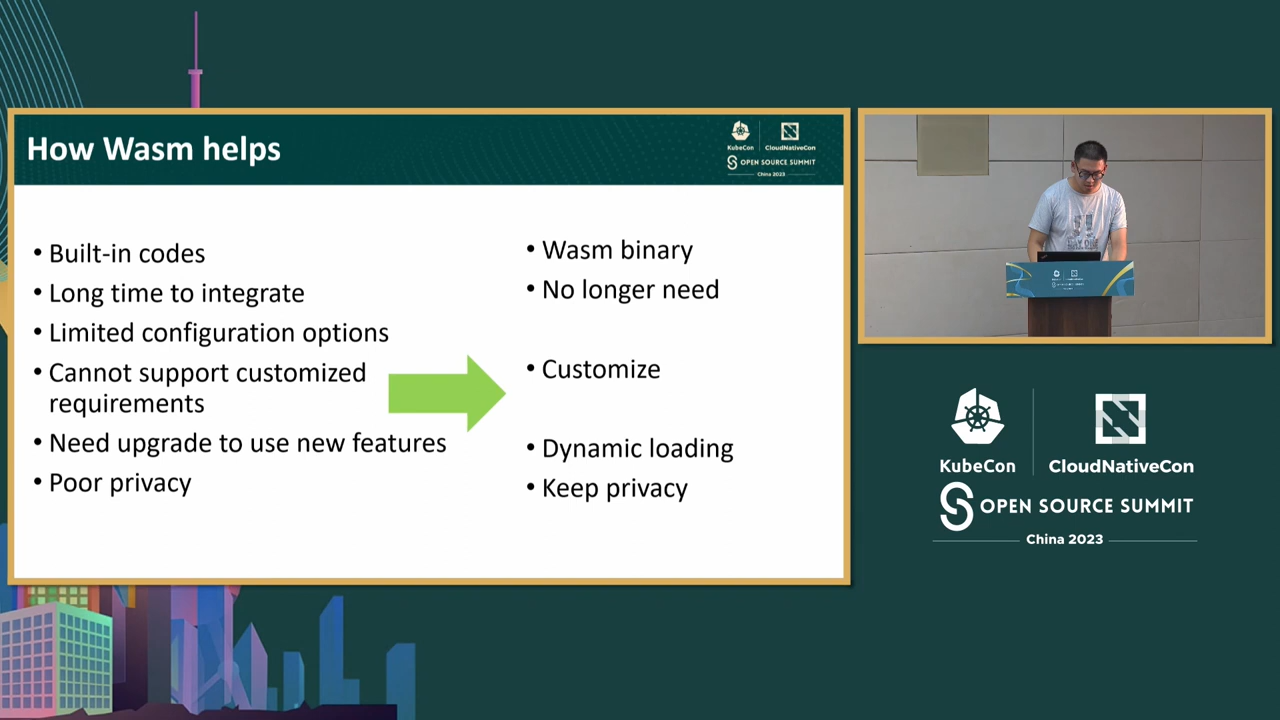 How Wasm helps
KubeCon
CloudNativeCon
OPEN SOURCE SUMMIT
China 2023
• Built-in codes
• Long time to integrate
• Limited configuration options
• Cannot support customized
requirements
• Need upgrade to use new features
• Poor privacy
• Wasm binary
• No longer need
• Customize
• Dynamic loading
• Keep privacy
KubeCon
CloudNativeCon
OPEN SOURCE SUMMIT
China 2023